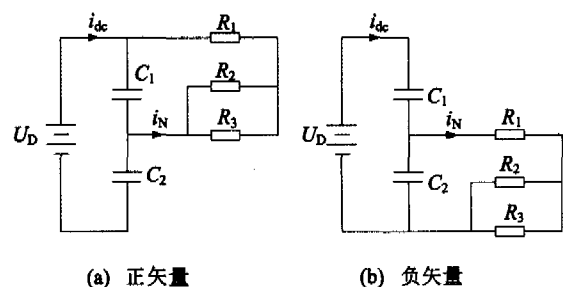 i_dc
R_1
C_1
R_2
i_N
R_3
U_D
C_2
(a) 正矢量
i_dc
C_1
i_N
R_1
U_D
C_2
R_2
R_3
(b) 负矢量